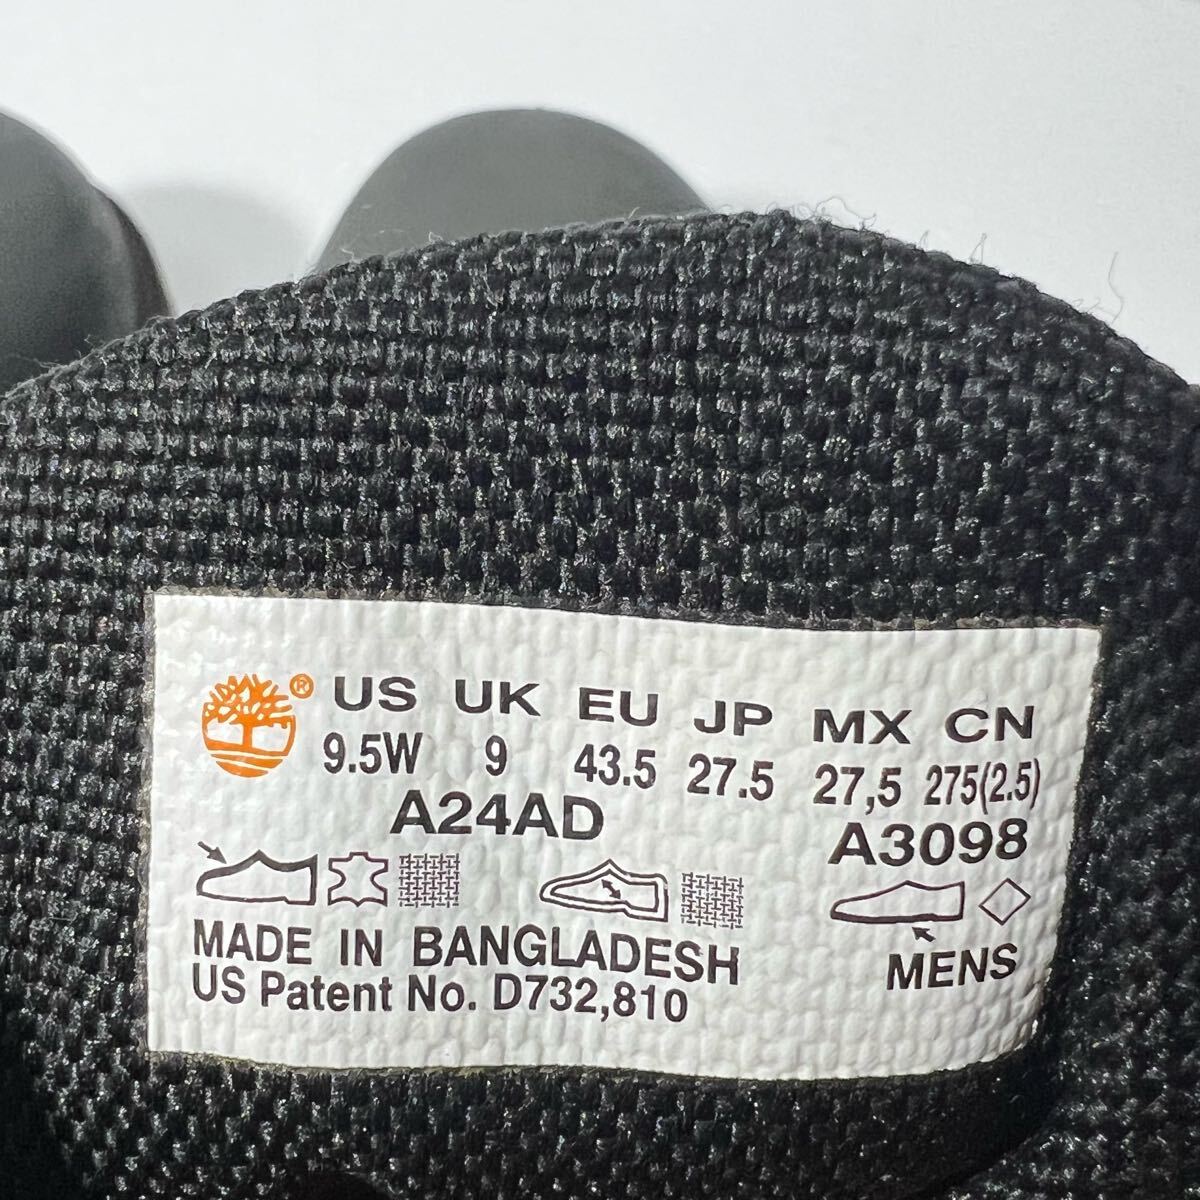 ® US UK EU JP MX CN
9.5W 9 43.5 27.5 27,5 275(2.5)
A24AD A3098
MADE IN BANGLADESH
US Patent No. D732,810
MENS